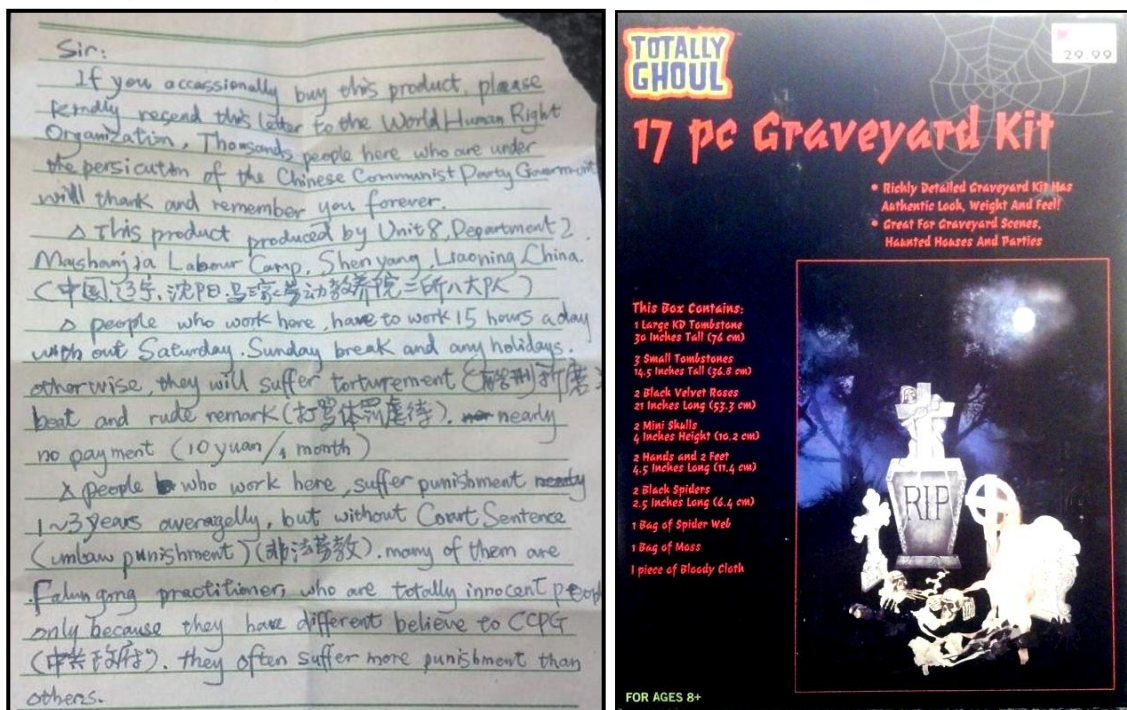 Sir:
If you accassionally buy this product, please
kindly resend this letter to the World Human Right
Organization. Thousands people here who are under
the persicution of the Chinese Communist Party Government
will thank and remember you forever.
△ This product produced by Unit 8, Department 2
Mashanjia Labour Camp, Shenyang, Liaoning, China.
(中国,辽宁,沈阳,马三家劳动教养院二所八大队)
△ people who work here, have to work 15 hours a day
with out Saturday, Sunday break and any holidays.
otherwise, they will suffer torturement (酷刑折磨)
beat and rude remark (打骂体罚虐待). nearly
no payment (10 yuan/1 month)
△ people who work here, suffer punishment
1~3 years averagelly, but without Court Sentence
(unlaw punishment) (非法劳教). many of them are
Falun gong practitioner, who are totally innocent people
only because they have different believe to CCPG
(中共政府). they often suffer more punishment than
others.
TOTALLY
GHOUL
29.99
17 pc Graveyard Kit
• Richly Detailed Graveyard Kit Has
Authentic Look, Weight And Feel!
• Great For Graveyard Scenes,
Haunted Houses And Parties
This Box Contains:
1 Large KD Tombstone
30 Inches Tall (76 cm)
3 Small Tombstones
14.5 Inches Tall (36.8 cm)
2 Black Velvet Roses
21 Inches Long (53.3 cm)
2 Mini Skulls
4 Inches Height (10.2 cm)
2 Hands and 2 Feet
4.5 Inches Long (11.4 cm)
2 Black Spiders
2.5 Inches Long (6.4 cm)
1 Bag of Spider Web
1 Bag of Moss
1 piece of Bloody Cloth
RIP
FOR AGES 8+